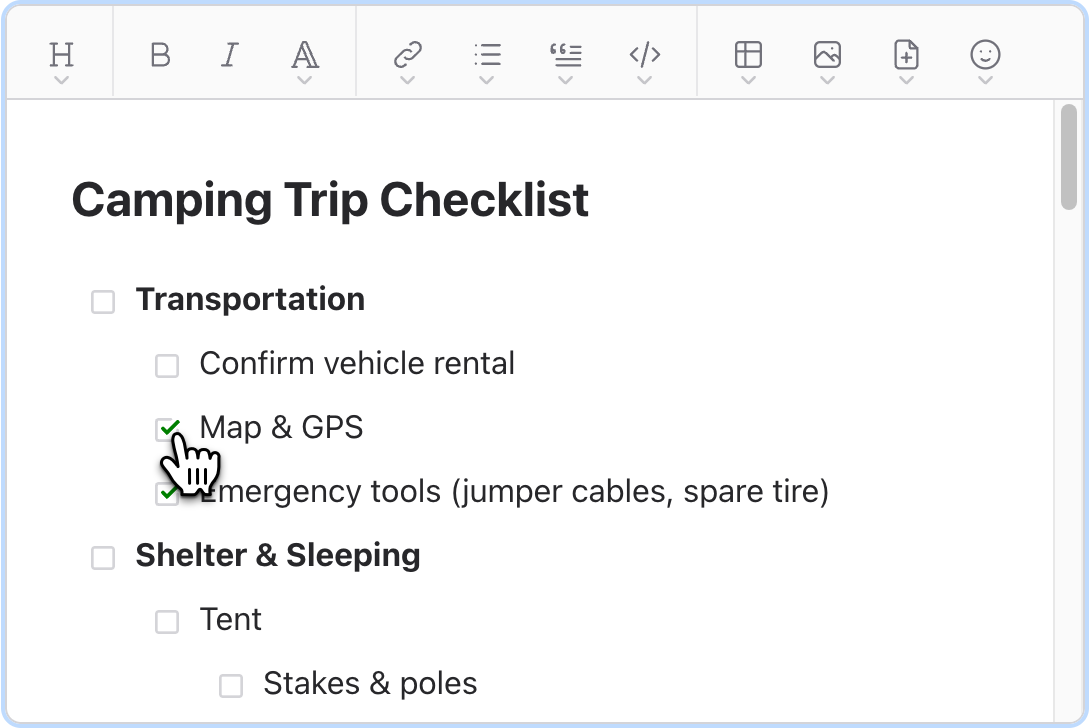 Camping Trip Checklist
Transportation
Confirm vehicle rental
Map & GPS
Emergency tools (jumper cables, spare tire)
Shelter & Sleeping
Tent
Stakes & poles